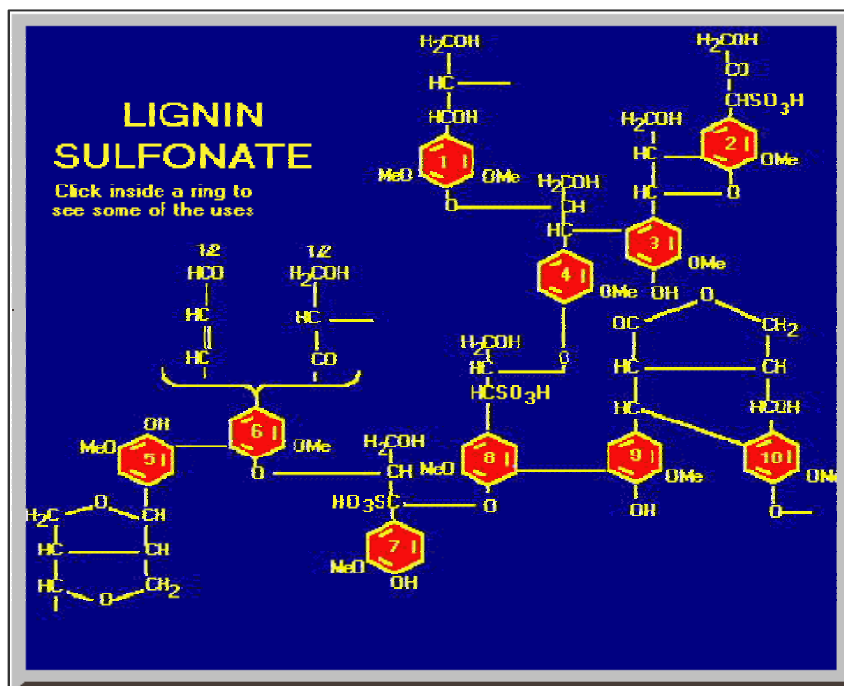 H₂COH
H₂COH
HC
CO
LIGNIN
SULFONATE
Click inside a ring to
see some of the uses
HCOH
CHSO₃H
H₂COH
1
2
MeO
OMe
HC
OMe
H₂COH
O
CH
HC
O
HC
3
1/2
1/2
OMe
HCO
H₂COH
4
OMe
OH
O
HC
HC
OC
CH₂
H₂COH
O
HC
CO
HC
HC
CH
HCSO₃H
HC
HCOH
OH
6
MeO
OMe
H₂COH
5
8
9
10
MeO
OMe
O
CH
OMe
HO₃SC
O
OH
O
H₂C
O
CH
7
HC
CH
MeO
OH
HC
CH₂
O